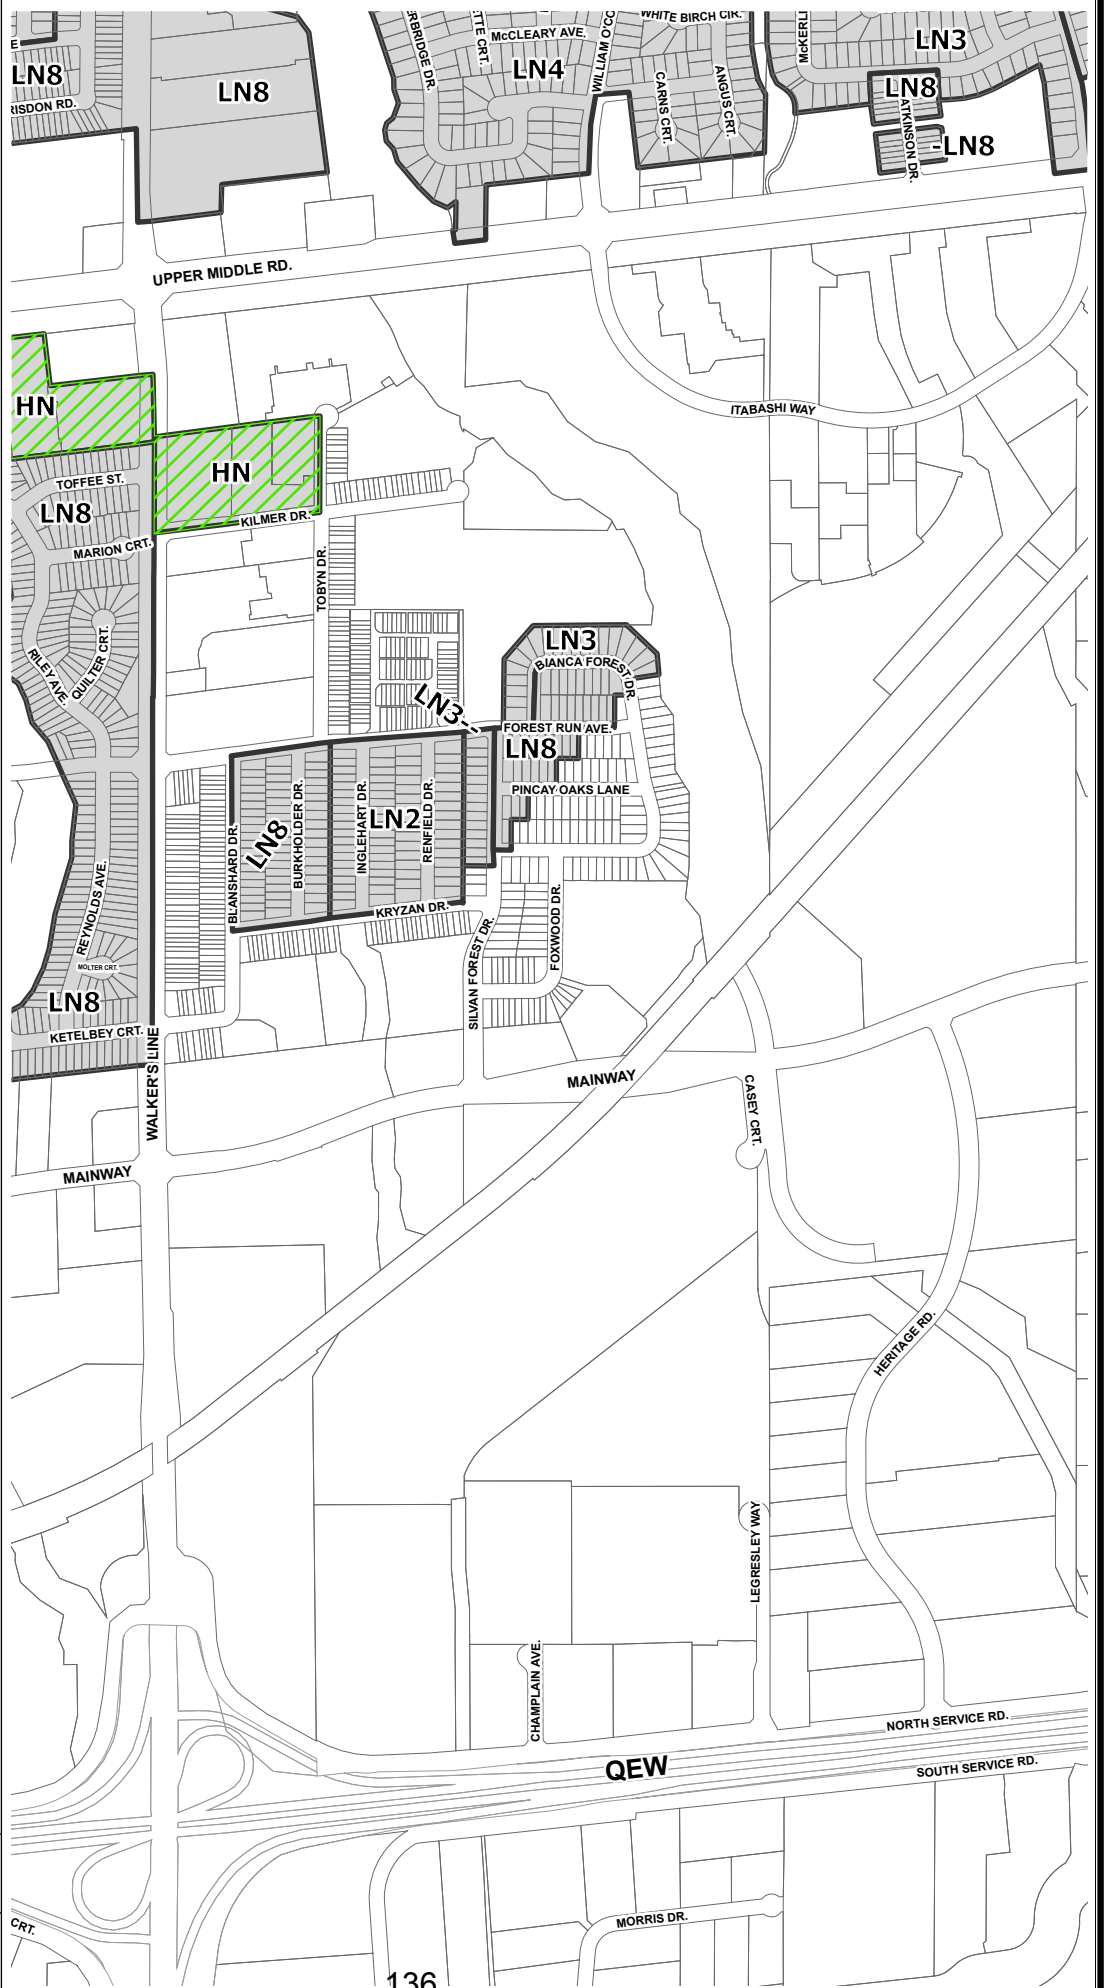 WHITE BIRCH CIR.
McCLEARY AVE.
WILLIAM O'CO
ERBRIDGE DR.
TTE CRT.
McKERLI
LN3
LN4
E
LN8
LN8
LN8
RISDON RD.
CARNS CRT.
ANGUS CRT.
ATKINSON DR.
-LN8
UPPER MIDDLE RD.
HN
ITABASHI WAY
HN
TOFFEE ST.
LN8
KILMER DR.
MARION CRT.
TOBYN DR.
RILEY AVE.
QUILTER CRT.
LN3
BIANCA FOREST DR.
LN3--
FOREST RUN AVE.
LN8
PINCAY OAKS LANE
BLANSHARD DR.
LN8
BURKHOLDER DR.
INGLEHART DR.
LN2
RENFIELD DR.
KRYZAN DR.
REYNOLDS AVE.
FOXWOOD DR.
SILVAN FOREST DR.
MOLTER CRT.
LN8
KETELBEY CRT.
WALKER'S LINE
MAINWAY
CASEY CRT.
MAINWAY
HERITAGE RD.
LEGRESLEY WAY
CHAMPLAIN AVE.
NORTH SERVICE RD.
QEW
SOUTH SERVICE RD.
MORRIS DR.
CRT.
136